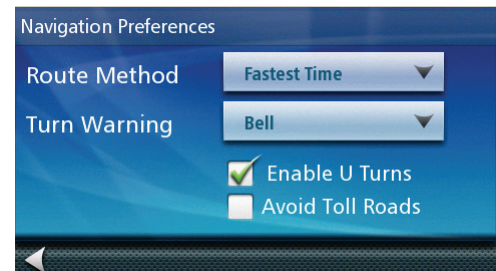 Navigation Preferences
Route Method Fastest Time
Turn Warning Bell
Enable U Turns
Avoid Toll Roads